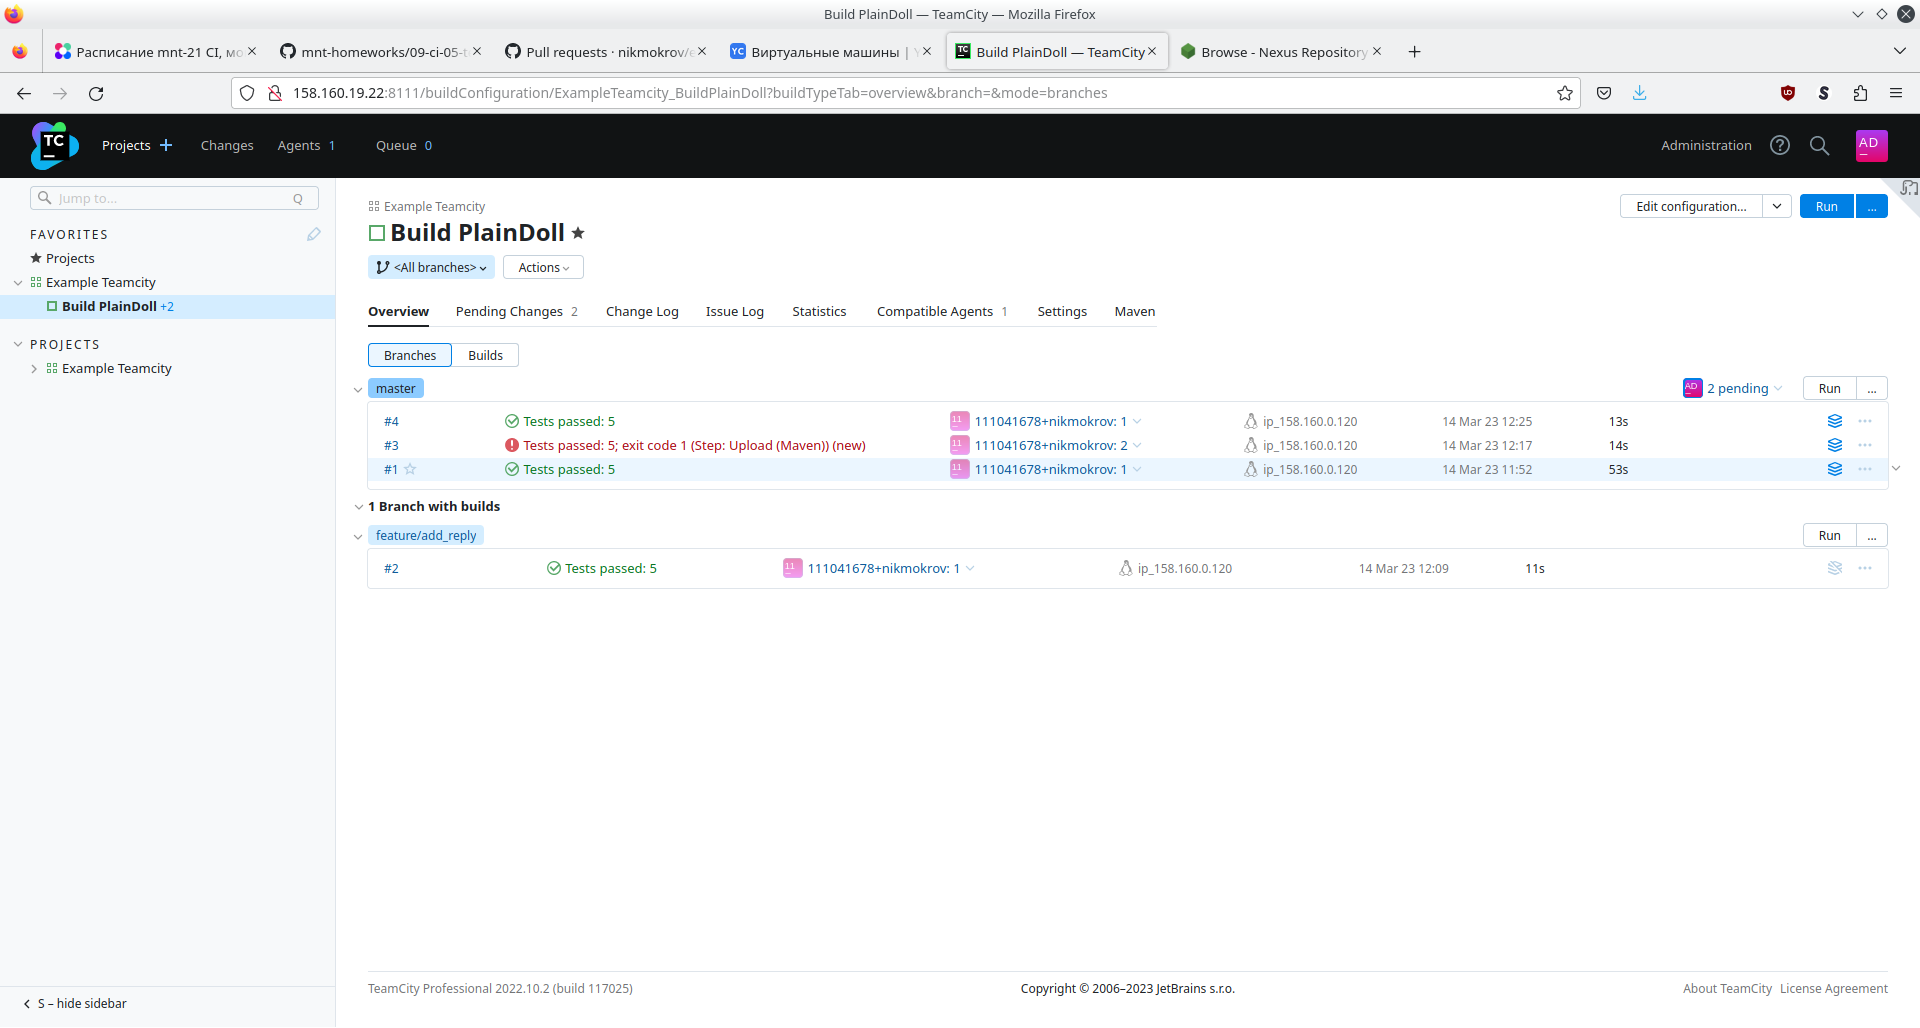 Build PlainDoll — TeamCity — Mozilla Firefox
Расписание mnt-21 CI, мо
mnt-homeworks/09-ci-05-t
Pull requests · nikmokrov/e
YC Виртуальные машины | Y
TC Build PlainDoll — TeamCity
Browse - Nexus Repository
158.160.19.22:8111/buildConfiguration/ExampleTeamcity_BuildPlainDoll?buildTypeTab=overview&branch=&mode=branches
TC Projects Changes Agents 1 Queue 0 Administration AD
Jump to... Q
FAVORITES
Projects
Example Teamcity
Build PlainDoll +2
PROJECTS
Example Teamcity
S – hide sidebar
Example Teamcity
Edit configuration... Run ...
Build PlainDoll
<All branches> Actions
Overview Pending Changes 2 Change Log Issue Log Statistics Compatible Agents 1 Settings Maven
Branches Builds
master AD 2 pending Run ...
#4 Tests passed: 5 11 111041678+nikmokrov: 1 ip_158.160.0.120 14 Mar 23 12:25 13s
#3 Tests passed: 5; exit code 1 (Step: Upload (Maven)) (new) 11 111041678+nikmokrov: 2 ip_158.160.0.120 14 Mar 23 12:17 14s
#1 Tests passed: 5 11 111041678+nikmokrov: 1 ip_158.160.0.120 14 Mar 23 11:52 53s
1 Branch with builds
feature/add_reply Run ...
#2 Tests passed: 5 11 111041678+nikmokrov: 1 ip_158.160.0.120 14 Mar 23 12:09 11s
TeamCity Professional 2022.10.2 (build 117025) Copyright © 2006–2023 JetBrains s.r.o. About TeamCity License Agreement